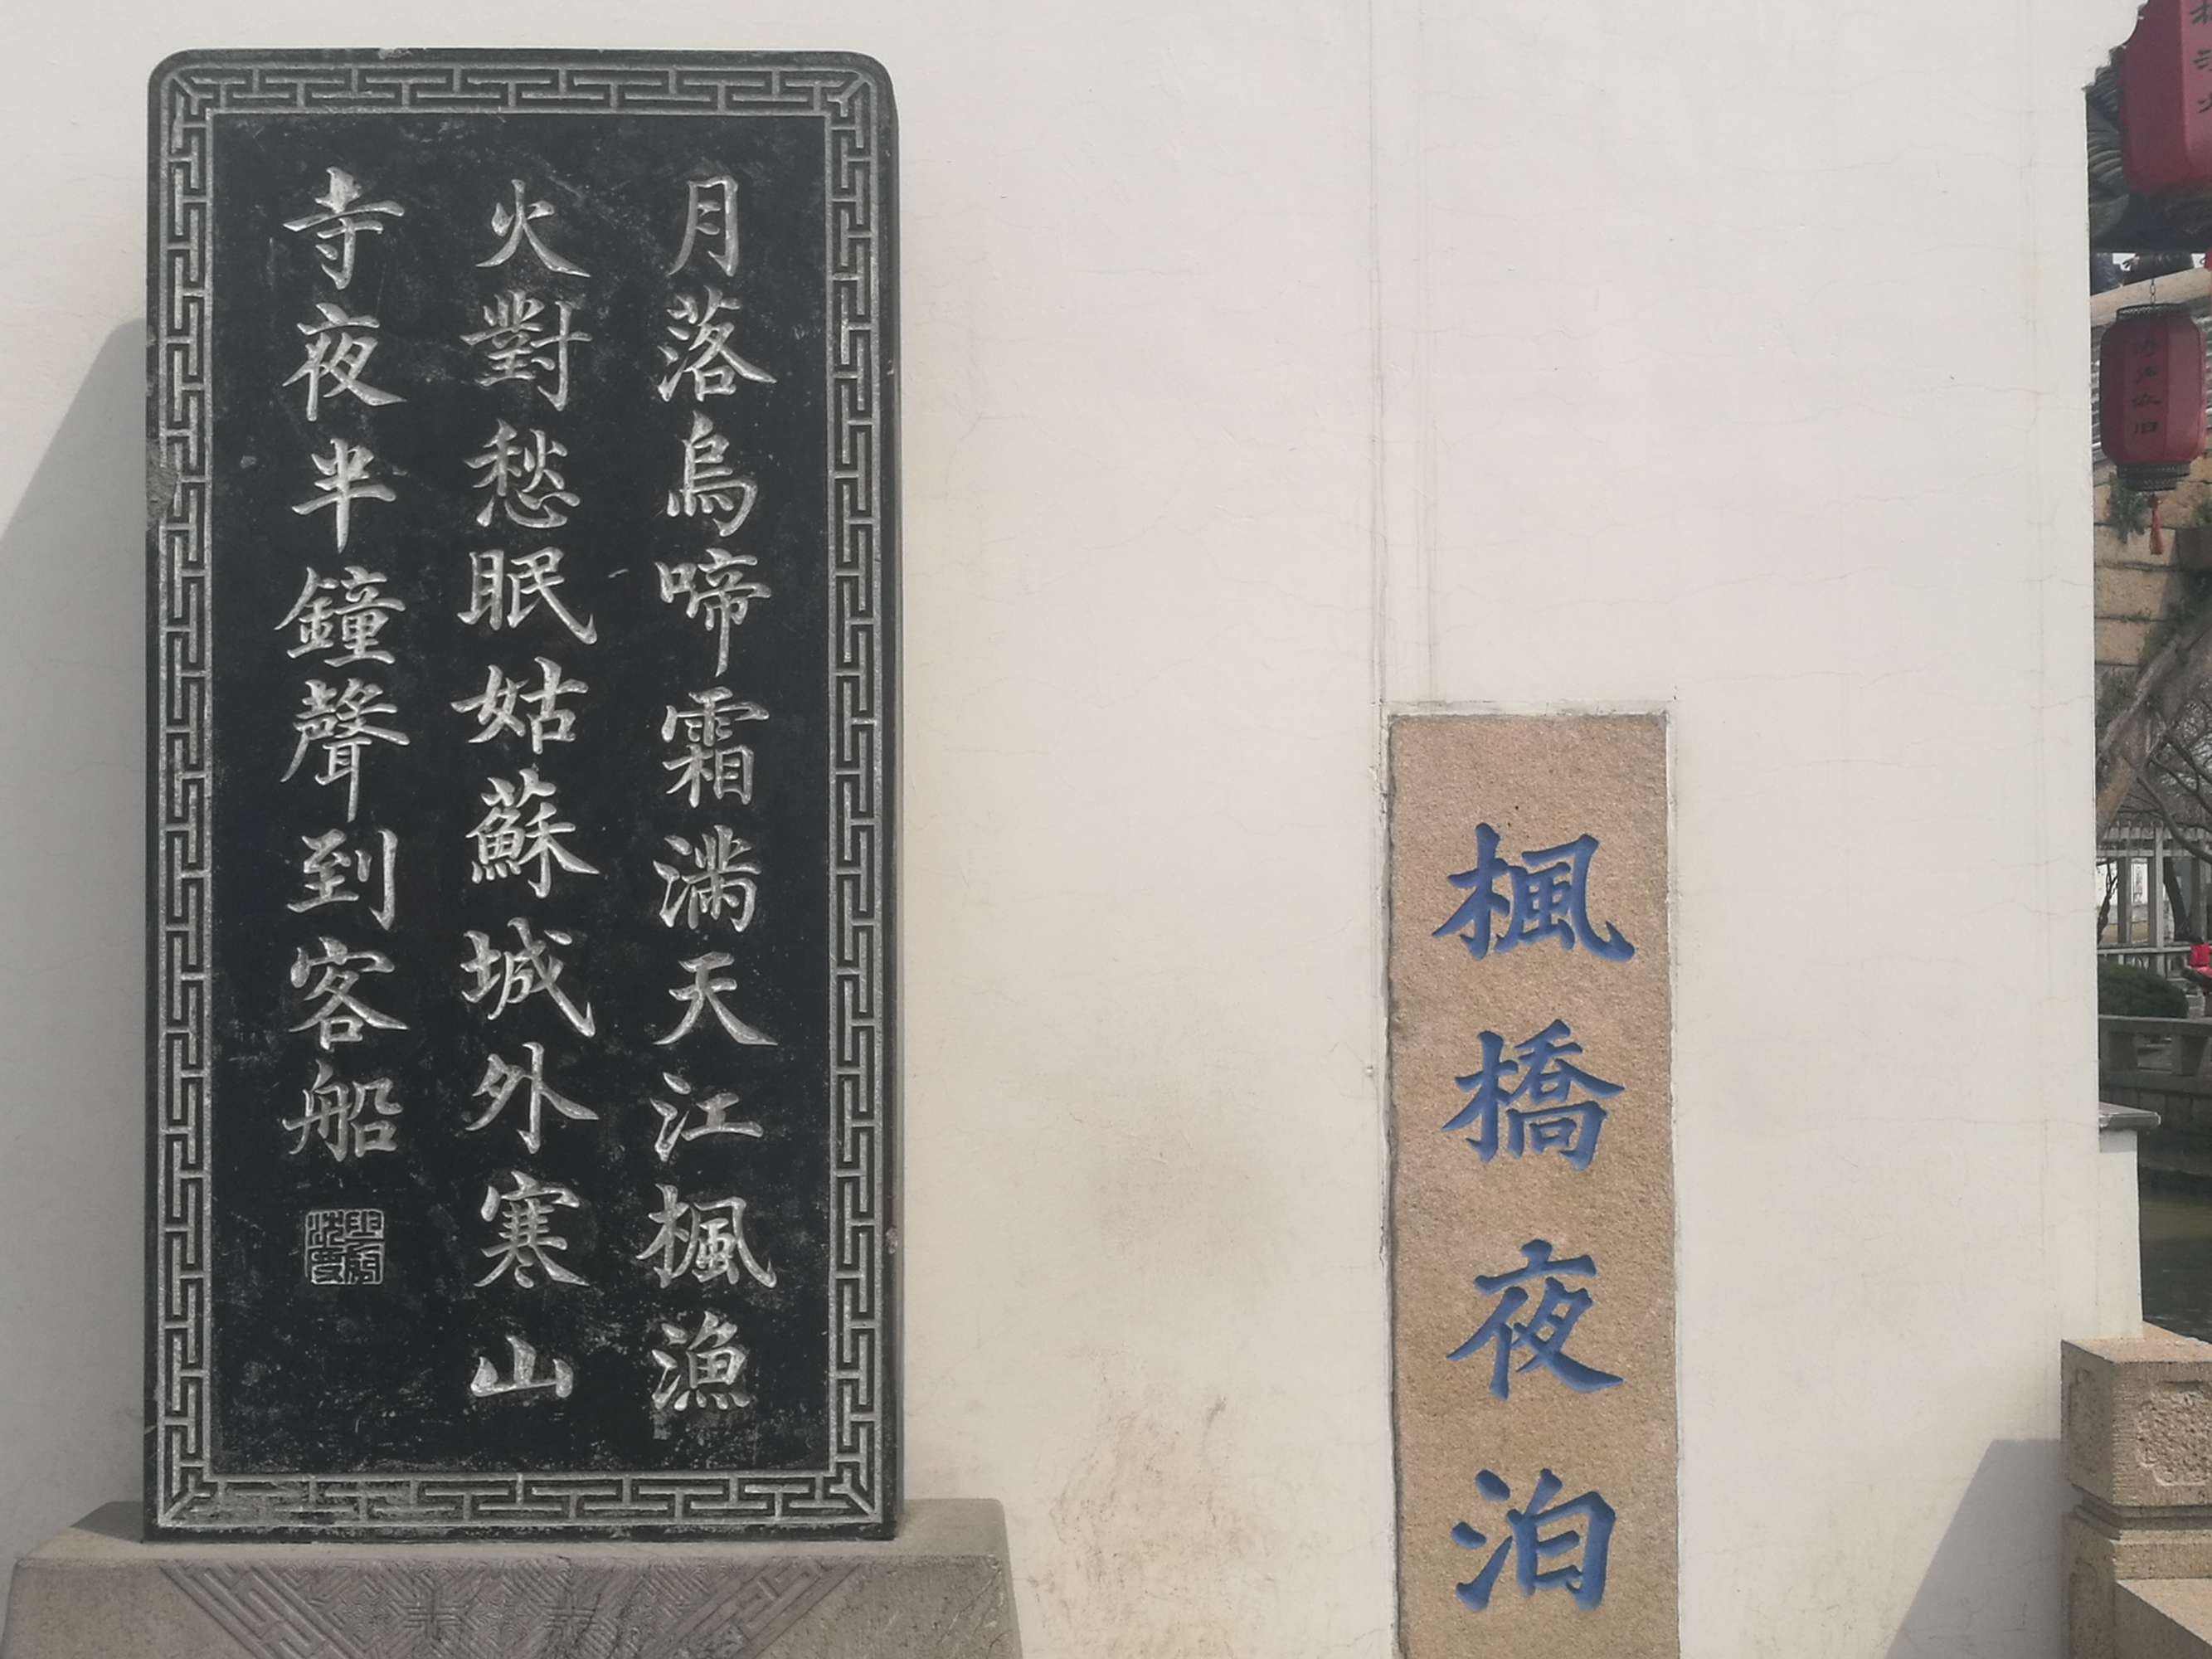 楓橋夜泊
月落烏啼霜滿天江楓漁
火對愁眠姑蘇城外寒山
寺夜半鐘聲到客船